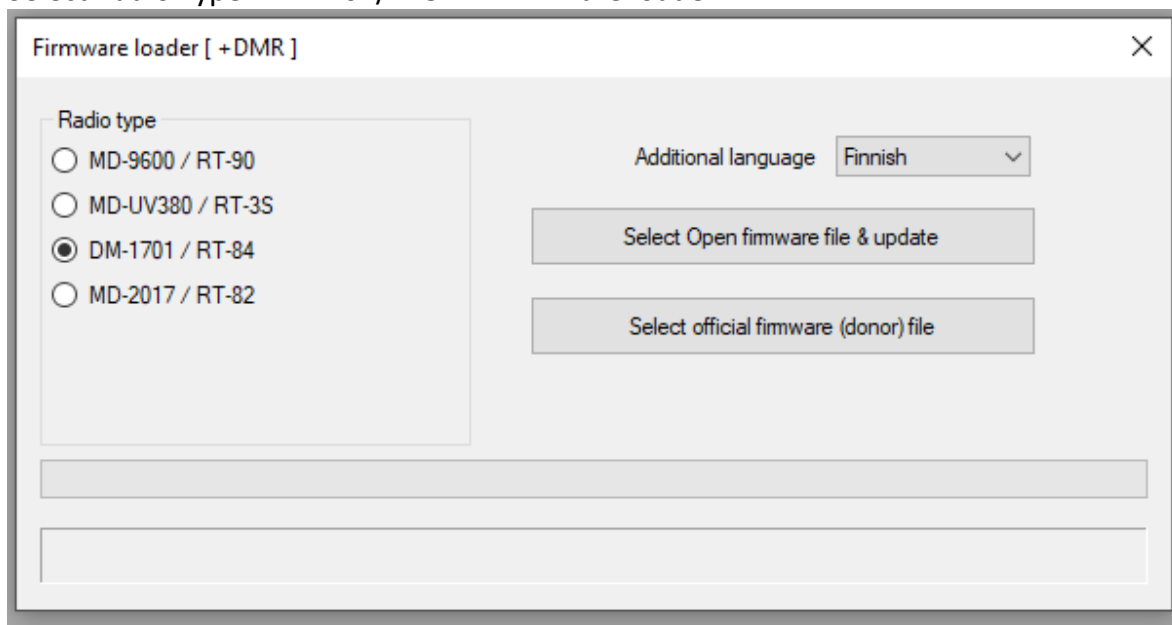 Firmware loader [ +DMR ]
Radio type
MD-9600 / RT-90
MD-UV380 / RT-3S
DM-1701 / RT-84
MD-2017 / RT-82
Additional language Finnish
Select Open firmware file & update
Select official firmware (donor) file